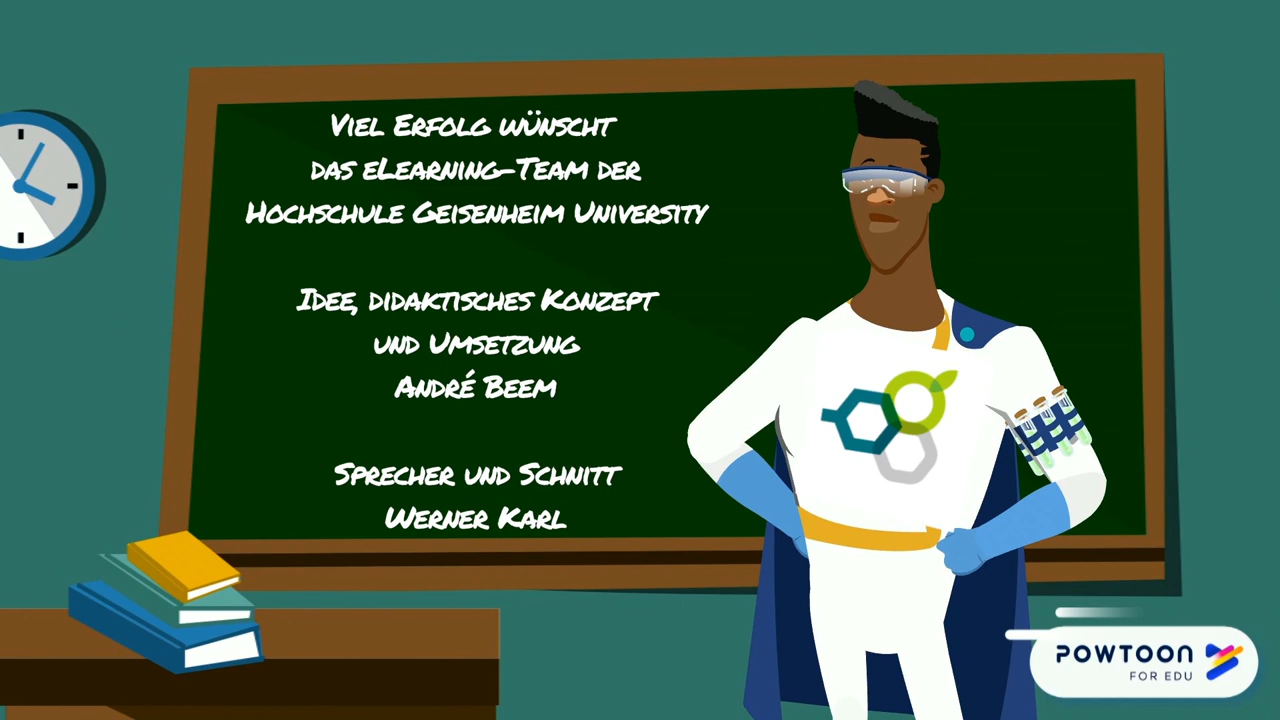 Viel Erfolg wünscht
das eLearning-Team der
Hochschule Geisenheim University
Idee, didaktisches Konzept
und Umsetzung
André Beem
Sprecher und Schnitt
Werner Karl
POWTOON
FOR EDU